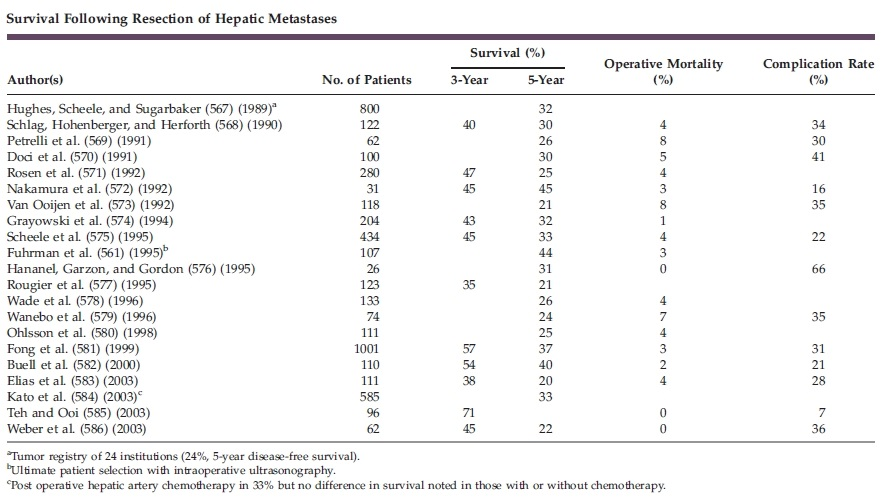 Survival Following Resection of Hepatic Metastases
Survival (%)
Operative Mortality Complication Rate
Author(s) No. of Patients 3-Year 5-Year (%) (%)
Hughes, Scheele, and Sugarbaker (567) (1989)a 800 32
Schlag, Hohenberger, and Herforth (568) (1990) 122 40 30 4 34
Petrelli et al. (569) (1991) 62 26 8 30
Doci et al. (570) (1991) 100 30 5 41
Rosen et al. (571) (1992) 280 47 25 4
Nakamura et al. (572) (1992) 31 45 45 3 16
Van Ooijen et al. (573) (1992) 118 21 8 35
Grayowski et al. (574) (1994) 204 43 32 1
Scheele et al. (575) (1995) 434 45 33 4 22
Fuhrman et al. (561) (1995)b 107 44 3
Hananel, Garzon, and Gordon (576) (1995) 26 31 0 66
Rougier et al. (577) (1995) 123 35 21
Wade et al. (578) (1996) 133 26 4
Wanebo et al. (579) (1996) 74 24 7 35
Ohlsson et al. (580) (1998) 111 25 4
Fong et al. (581) (1999) 1001 57 37 3 31
Buell et al. (582) (2000) 110 54 40 2 21
Elias et al. (583) (2003) 111 38 20 4 28
Kato et al. (584) (2003)c 585 33
Teh and Ooi (585) (2003) 96 71 0 7
Weber et al. (586) (2003) 62 45 22 0 36
aTumor registry of 24 institutions (24%, 5-year disease-free survival).
bUltimate patient selection with intraoperative ultrasonography.
cPost operative hepatic artery chemotherapy in 33% but no difference in survival noted in those with or without chemotherapy.